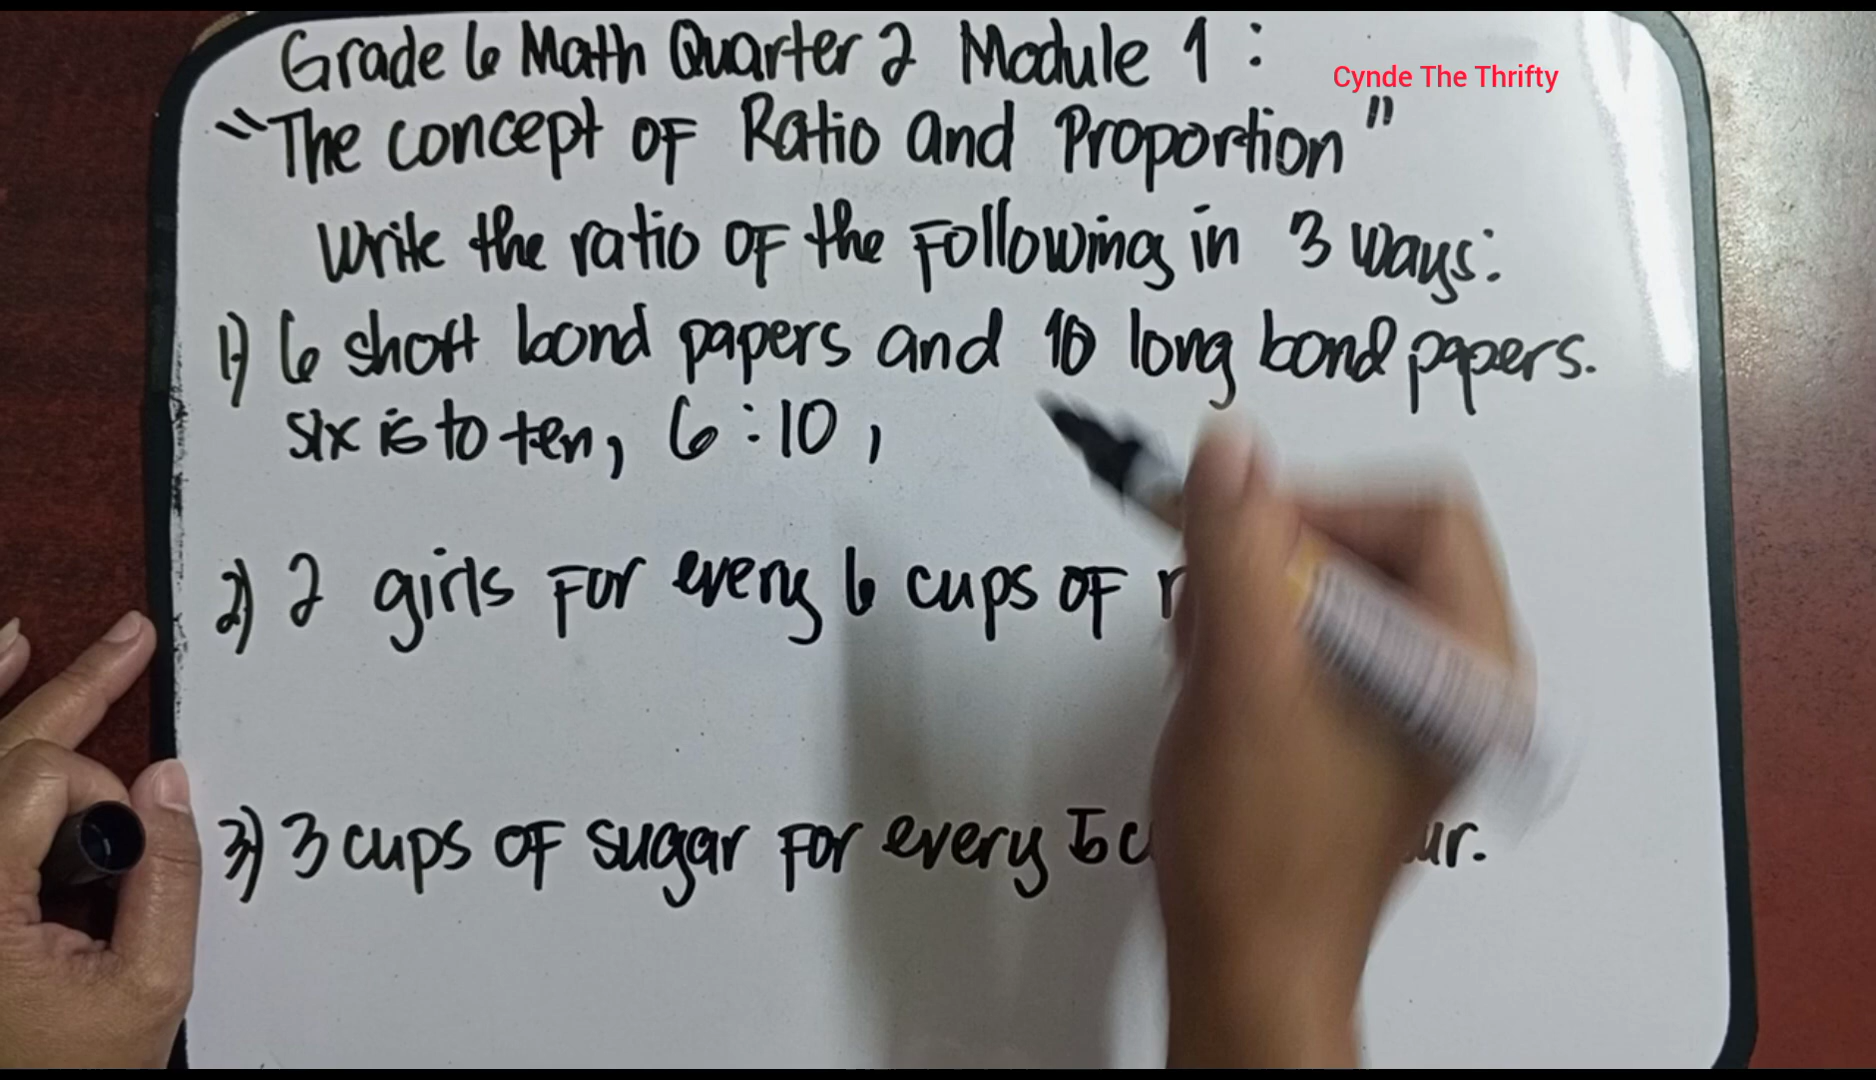 Grade 6 Math Quarter 2 Module 1 :
Cynde The Thrifty
"The concept of Ratio and Proportion"
Write the ratio of the following in 3 ways:
1) 6 short bond papers and 10 long bond papers.
six is to ten, 6 : 10 ,
2) 2 girls for every 6 cups of
3) 3 cups of sugar for every 5